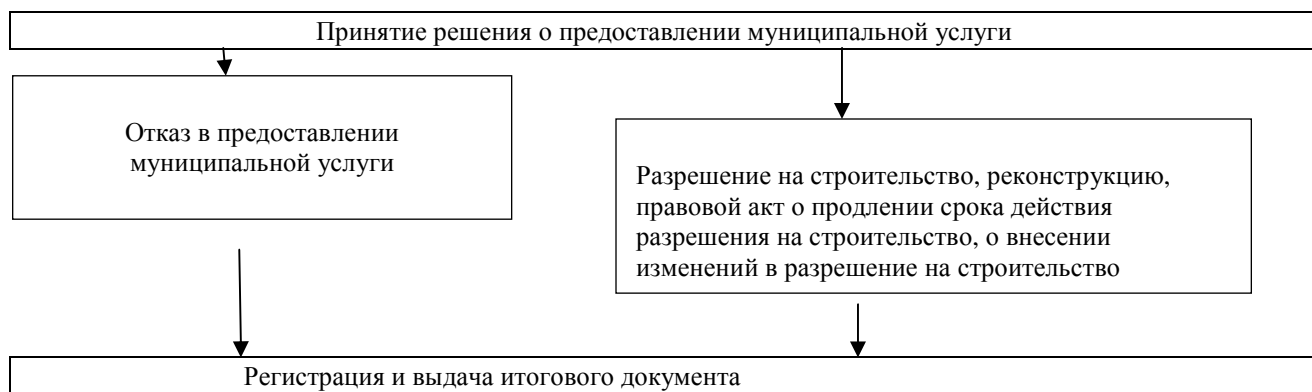 Принятие решения о предоставлении муниципальной услуги
Отказ в предоставлении
муниципальной услуги
Разрешение на строительство, реконструкцию,
правовой акт о продлении срока действия
разрешения на строительство, о внесении
изменений в разрешение на строительство
Регистрация и выдача итогового документа